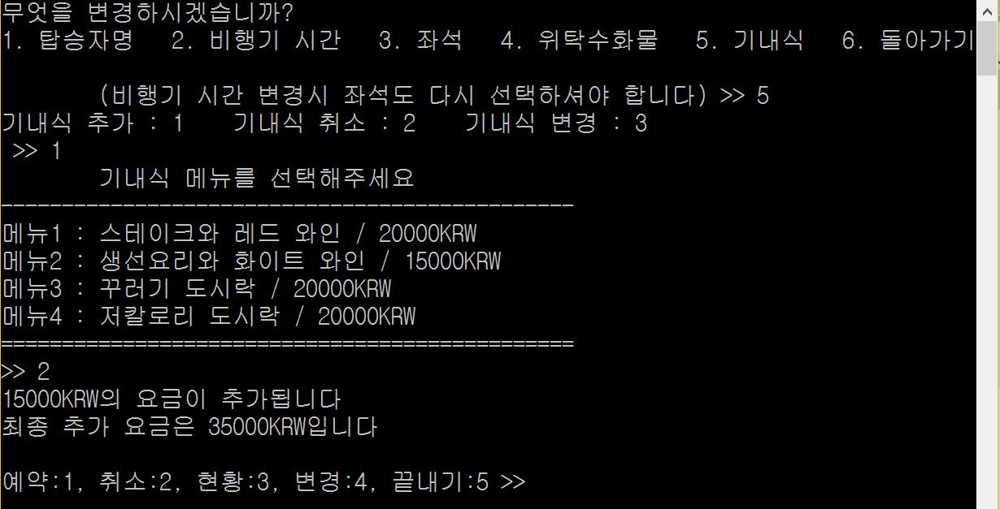 무엇을 변경하시겠습니까?
1. 탑승자명   2. 비행기 시간   3. 좌석   4. 위탁수화물   5. 기내식   6. 돌아가기
(비행기 시간 변경시 좌석도 다시 선택하셔야 합니다) >> 5
기내식 추가 : 1    기내식 취소 : 2    기내식 변경 : 3
>> 1
기내식 메뉴를 선택해주세요
-----------------------------------------------
메뉴1 : 스테이크와 레드 와인 / 20000KRW
메뉴2 : 생선요리와 화이트 와인 / 15000KRW
메뉴3 : 꾸러기 도시락 / 20000KRW
메뉴4 : 저칼로리 도시락 / 20000KRW
===============================================
>> 2
15000KRW의 요금이 추가됩니다
최종 추가 요금은 35000KRW입니다
예약:1, 취소:2, 현황:3, 변경:4, 끝내기:5 >>